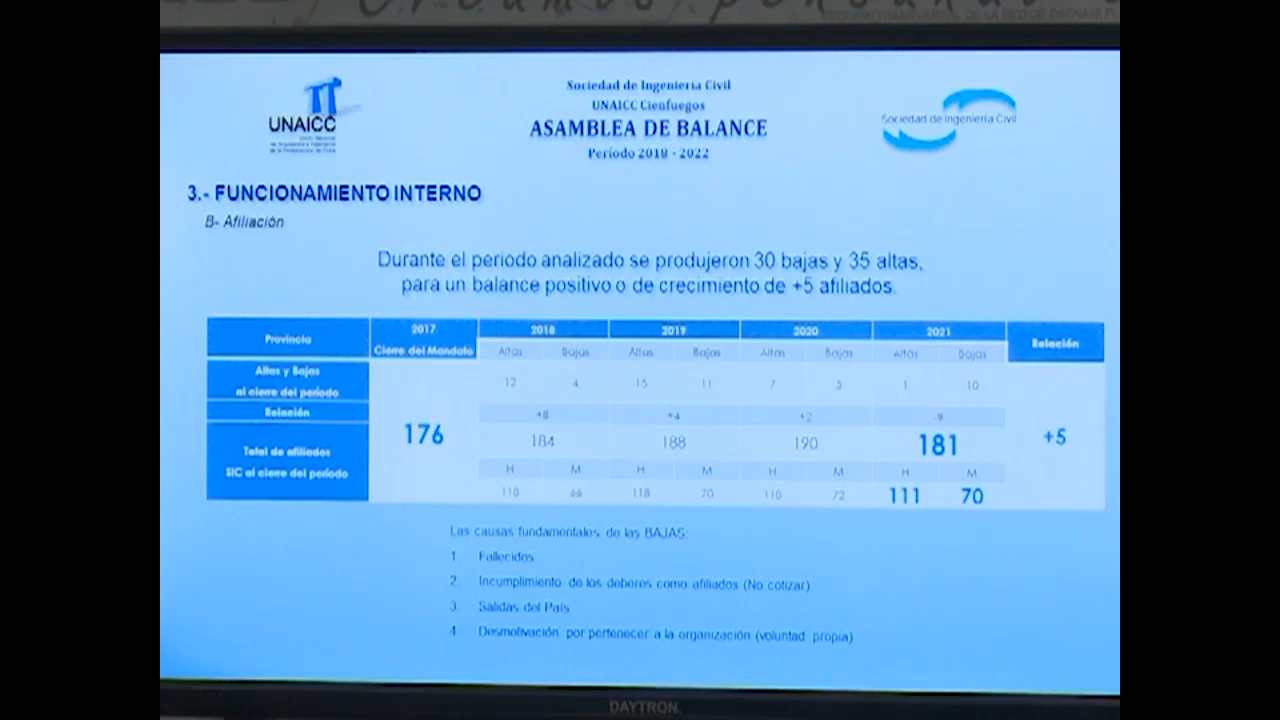 Creamos pensando
UNAICC
Sociedad de Ingeniería Civil
UNAICC Cienfuegos
ASAMBLEA DE BALANCE
Período 2018 - 2022
Sociedad de Ingeniería Civil
3.- FUNCIONAMIENTO INTERNO
B- Afiliación
Durante el periodo analizado se produjeron 30 bajas y 35 altas,
para un balance positivo o de crecimiento de +5 afiliados.
Provincia 2017 2018 2019 2020 2021 Relación
Cierre del Mandato Altas Bajas Altas Bajas Altas Bajas Altas Bajas
Altas y Bajas
al cierre del período 12 4 15 11 7 1 10
Relación +8 +4 +2 -9
176 184 188 190 181 +5
Total de afiliados
SIC al cierre del período
H M H M H M H M
118 70 72 111 70
Las causas fundamentales de las BAJAS:
1 Fallecidos
2. Incumplimiento de los deberes como afiliados (No cotizar)
3. Salidas del País
4. Desmotivación por pertenecer a la organización (voluntad propia)
DAYTRON